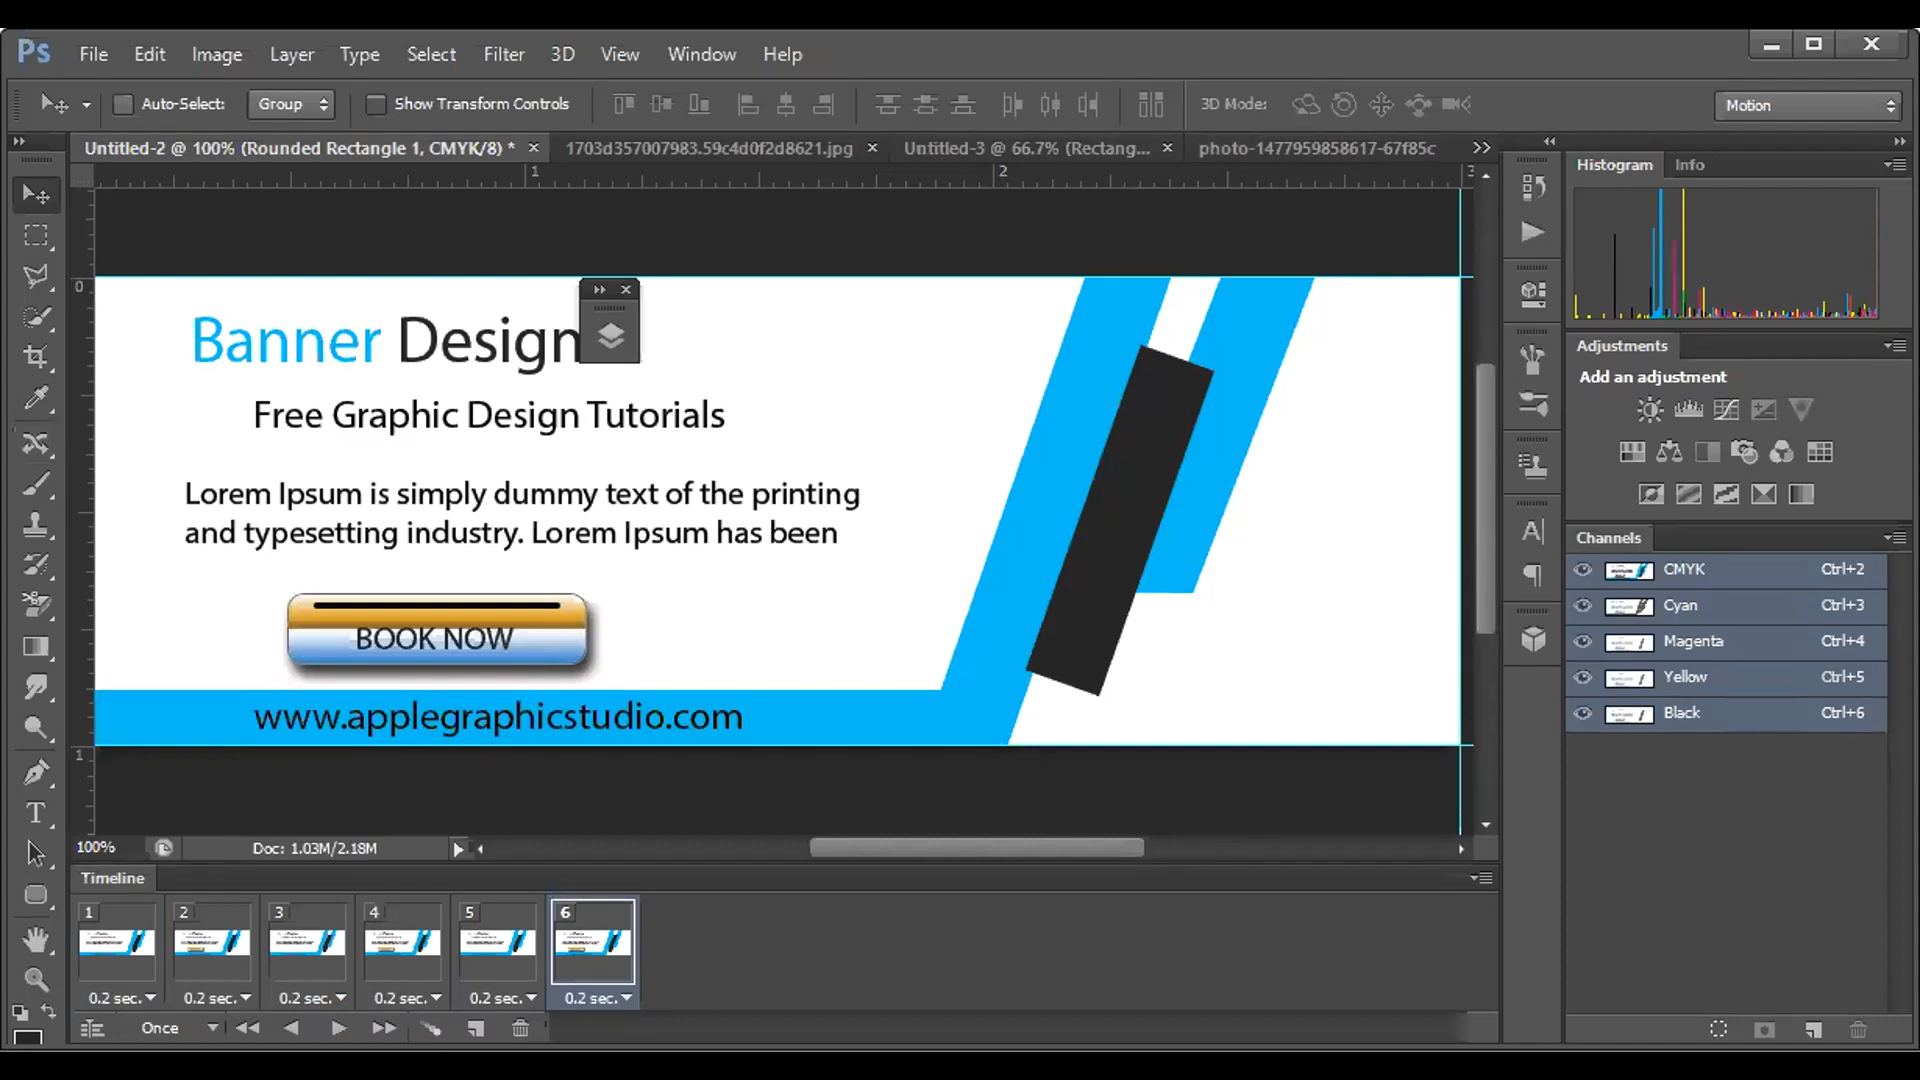 Ps File Edit Image Layer Type Select Filter 3D View Window Help
Auto-Select: Group Show Transform Controls 3D Mode: Motion
Untitled-2 @ 100% (Rounded Rectangle 1, CMYK/8) * 1703d357007983.59c4d0f2d8621.jpg Untitled-3 @ 66.7% (Rectang... photo-1477959858617-67f85c
1 2 3
0
1
Banner Design
Free Graphic Design Tutorials
Lorem Ipsum is simply dummy text of the printing
and typesetting industry. Lorem Ipsum has been
BOOK NOW
www.applegraphicstudio.com
100% Doc: 1.03M/2.18M
Timeline
1 2 3 4 5 6
0.2 sec. 0.2 sec. 0.2 sec. 0.2 sec. 0.2 sec. 0.2 sec.
Once
Histogram Info
Adjustments
Add an adjustment
Channels
CMYK Ctrl+2
Cyan Ctrl+3
Magenta Ctrl+4
Yellow Ctrl+5
Black Ctrl+6